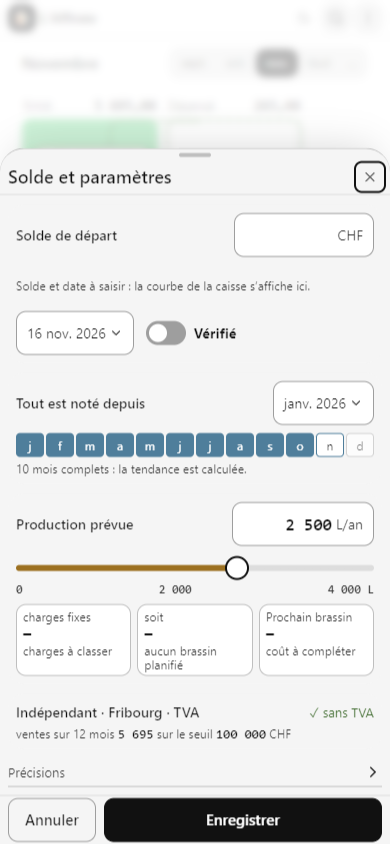 Solde et paramètres
Solde de départ
CHF
Solde et date à saisir : la courbe de la caisse s'affiche ici.
16 nov. 2026
Vérifié
Tout est noté depuis
janv. 2026
j f m a m j j a s o n d
10 mois complets : la tendance est calculée.
Production prévue
2 500 L/an
0 2 000 4 000 L
charges fixes
–
charges à classer
soit
–
aucun brassin
planifié
Prochain brassin
–
coût à compléter
Indépendant · Fribourg · TVA
✓ sans TVA
ventes sur 12 mois 5 695 sur le seuil 100 000 CHF
Précisions
Annuler
Enregistrer